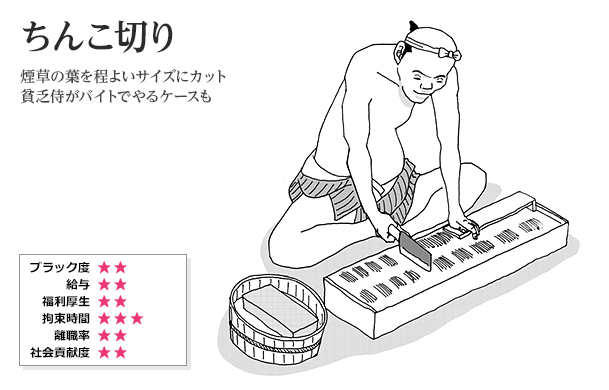 ちんこ切り
煙草の葉を程よいサイズにカット
貧乏侍がバイトでやるケースも
ブラック度 ★★
給与 ★★
福利厚生 ★★
拘束時間 ★★★
離職率 ★★
社会貢献度 ★★